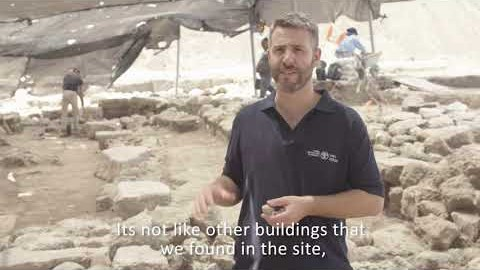 Its not like other buildings that
we found in the site,